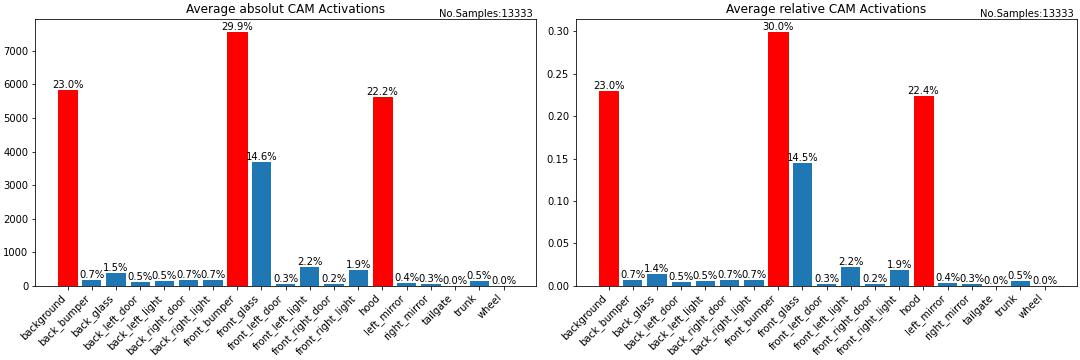 Average absolut CAM Activations
No.Samples:13333
7000
6000
5000
4000
3000
2000
1000
0
23.0%
0.7%
1.5%
0.5%
0.5%
0.7%
0.7%
29.9%
14.6%
0.3%
2.2%
0.2%
1.9%
22.2%
0.4%
0.3%
0.0%
0.5%
0.0%
background
back_bumper
back_glass
back_left_door
back_left_light
back_right_door
back_right_light
front_bumper
front_glass
front_left_door
front_left_light
front_right_door
front_right_light
hood
left_mirror
right_mirror
tailgate
trunk
wheel
Average relative CAM Activations
No.Samples:13333
0.30
0.25
0.20
0.15
0.10
0.05
0.00
23.0%
0.7%
1.4%
0.5%
0.5%
0.7%
0.7%
30.0%
14.5%
0.3%
2.2%
0.2%
1.9%
22.4%
0.4%
0.3%
0.0%
0.5%
0.0%
background
back_bumper
back_glass
back_left_door
back_left_light
back_right_door
back_right_light
front_bumper
front_glass
front_left_door
front_left_light
front_right_door
front_right_light
hood
left_mirror
right_mirror
tailgate
trunk
wheel